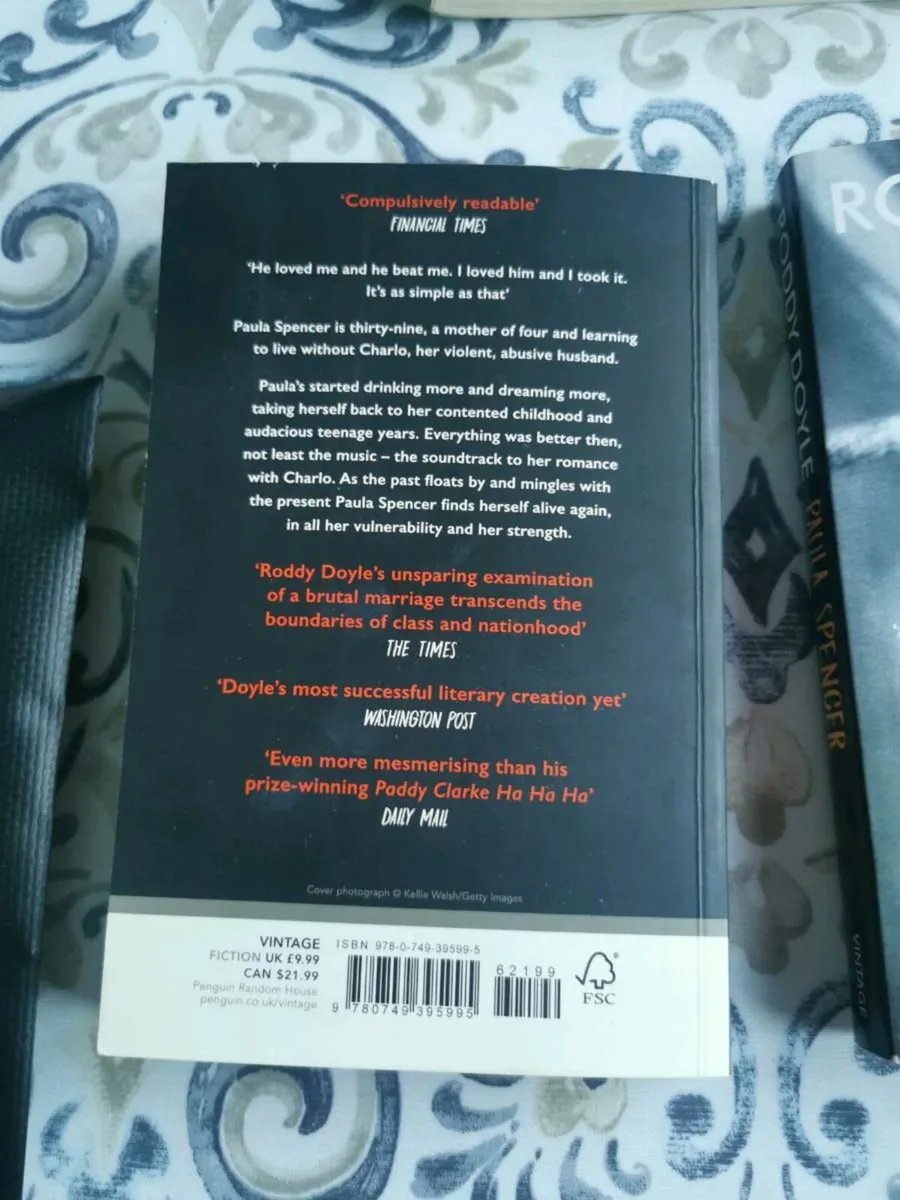 'Compulsively readable'
FINANCIAL TIMES
'He loved me and he beat me. I loved him and I took it.
It's as simple as that'
Paula Spencer is thirty-nine, a mother of four and learning
to live without Charlo, her violent, abusive husband.
Paula's started drinking more and dreaming more,
taking herself back to her contented childhood and
audacious teenage years. Everything was better then,
not least the music – the soundtrack to her romance
with Charlo. As the past floats by and mingles with
the present Paula Spencer finds herself alive again,
in all her vulnerability and her strength.
'Roddy Doyle's unsparing examination
of a brutal marriage transcends the
boundaries of class and nationhood'
THE TIMES
'Doyle's most successful literary creation yet'
WASHINGTON POST
'Even more mesmerising than his
prize-winning Paddy Clarke Ha Ha Ha'
DAILY MAIL
Cover photograph © Kellie Walsh/Getty Images
VINTAGE
FICTION UK £9.99
CAN $21.99
Penguin Random House
penguin.co.uk/vintage
ISBN 978-0-749-39599-5
9 780749 395995
62199
FSC
RODDY DOYLE PAULA SPENCER
VINTAGE
RO